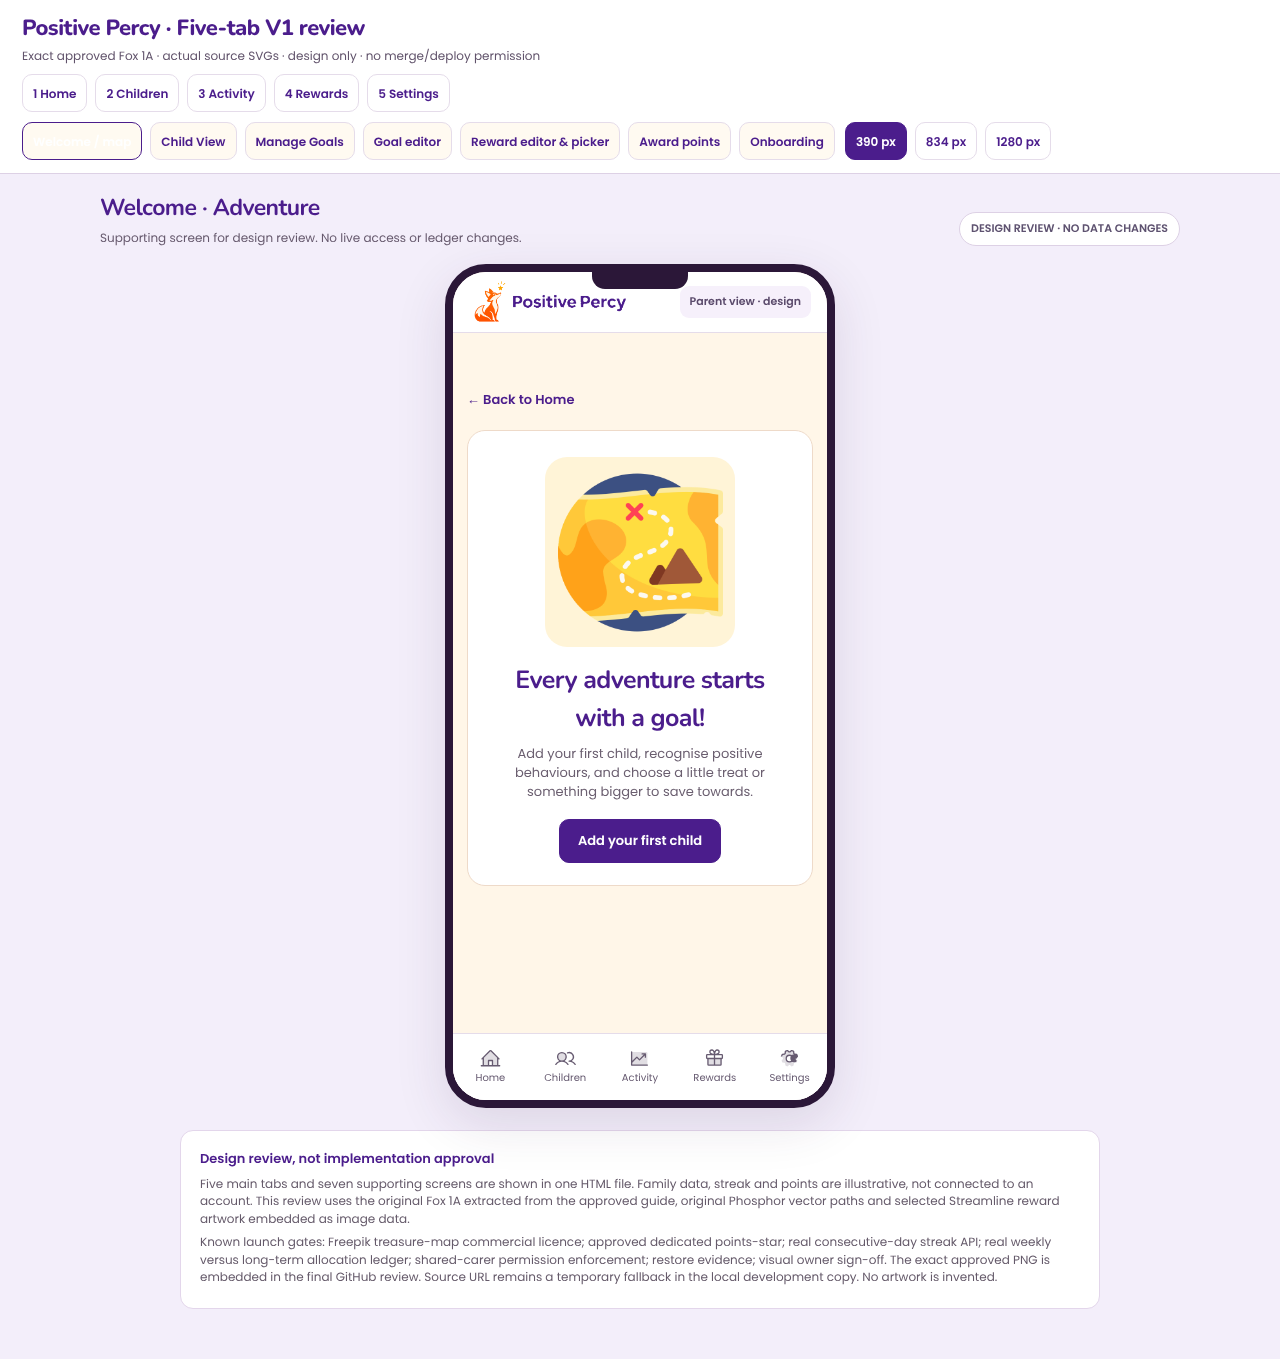 Positive Percy · Five-tab V1 review
Exact approved Fox 1A · actual source SVGs · design only · no merge/deploy permission
1 Home
2 Children
3 Activity
4 Rewards
5 Settings
Welcome / map
Child View
Manage Goals
Goal editor
Reward editor & picker
Award points
Onboarding
390 px
834 px
1280 px
Welcome · Adventure
Supporting screen for design review. No live access or ledger changes.
DESIGN REVIEW · NO DATA CHANGES
Positive Percy
Parent view · design
← Back to Home
Every adventure starts
with a goal!
Add your first child, recognise positive
behaviours, and choose a little treat or
something bigger to save towards.
Add your first child
Home
Children
Activity
Rewards
Settings
Design review, not implementation approval
Five main tabs and seven supporting screens are shown in one HTML file. Family data, streak and points are illustrative, not connected to an
account. This review uses the original Fox 1A extracted from the approved guide, original Phosphor vector paths and selected Streamline reward
artwork embedded as image data.
Known launch gates: Freepik treasure-map commercial licence; approved dedicated points-star; real consecutive-day streak API; real weekly
versus long-term allocation ledger; shared-carer permission enforcement; restore evidence; visual owner sign-off. The exact approved PNG is
embedded in the final GitHub review. Source URL remains a temporary fallback in the local development copy. No artwork is invented.